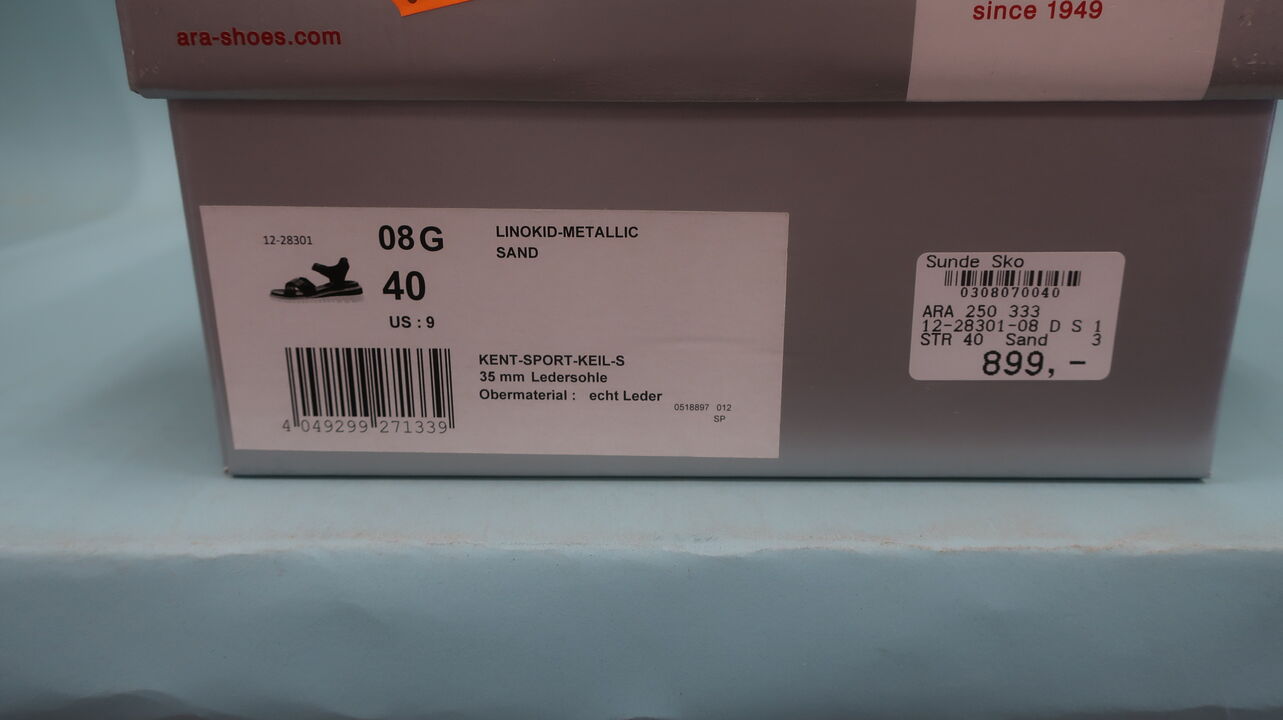 ara-shoes.com
since 1949
12-28301
08 G
40
US : 9
LINOKID-METALLIC
SAND
KENT-SPORT-KEIL-S
35 mm Ledersohle
Obermaterial : echt Leder
0518897 012
SP
4 049299 271339
Sunde Sko
0308070040
ARA 250 333
12-28301-08 D S 1
STR 40 Sand 3
899,-